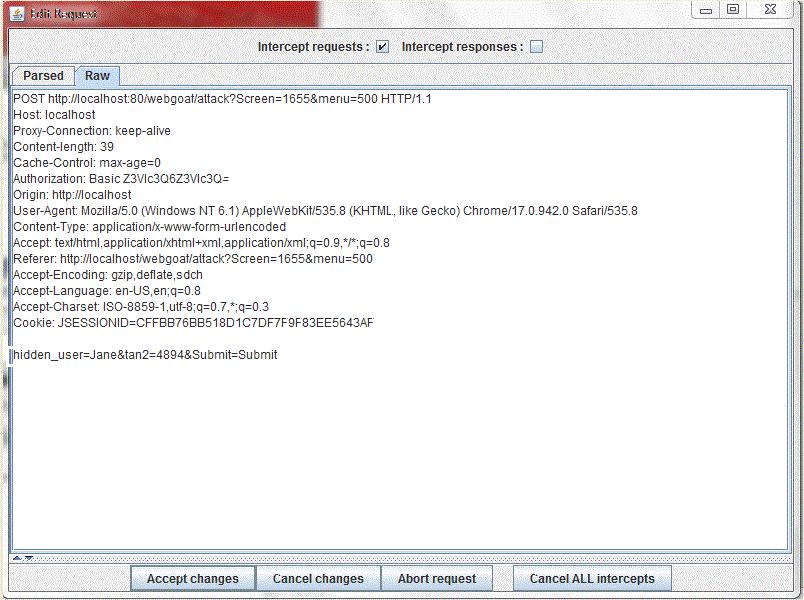 Edit Request
Intercept requests : Intercept responses :
Parsed Raw
POST http://localhost:80/webgoat/attack?Screen=1655&menu=500 HTTP/1.1
Host: localhost
Proxy-Connection: keep-alive
Content-length: 39
Cache-Control: max-age=0
Authorization: Basic Z3Vlc3Q6Z3Vlc3Q=
Origin: http://localhost
User-Agent: Mozilla/5.0 (Windows NT 6.1) AppleWebKit/535.8 (KHTML, like Gecko) Chrome/17.0.942.0 Safari/535.8
Content-Type: application/x-www-form-urlencoded
Accept: text/html,application/xhtml+xml,application/xml;q=0.9,*/*;q=0.8
Referer: http://localhost/webgoat/attack?Screen=1655&menu=500
Accept-Encoding: gzip,deflate,sdch
Accept-Language: en-US,en;q=0.8
Accept-Charset: ISO-8859-1,utf-8;q=0.7,*;q=0.3
Cookie: JSESSIONID=CFFBB76BB518D1C7DF7F9F83EE5643AF
hidden_user=Jane&tan2=4894&Submit=Submit
Accept changes Cancel changes Abort request Cancel ALL intercepts